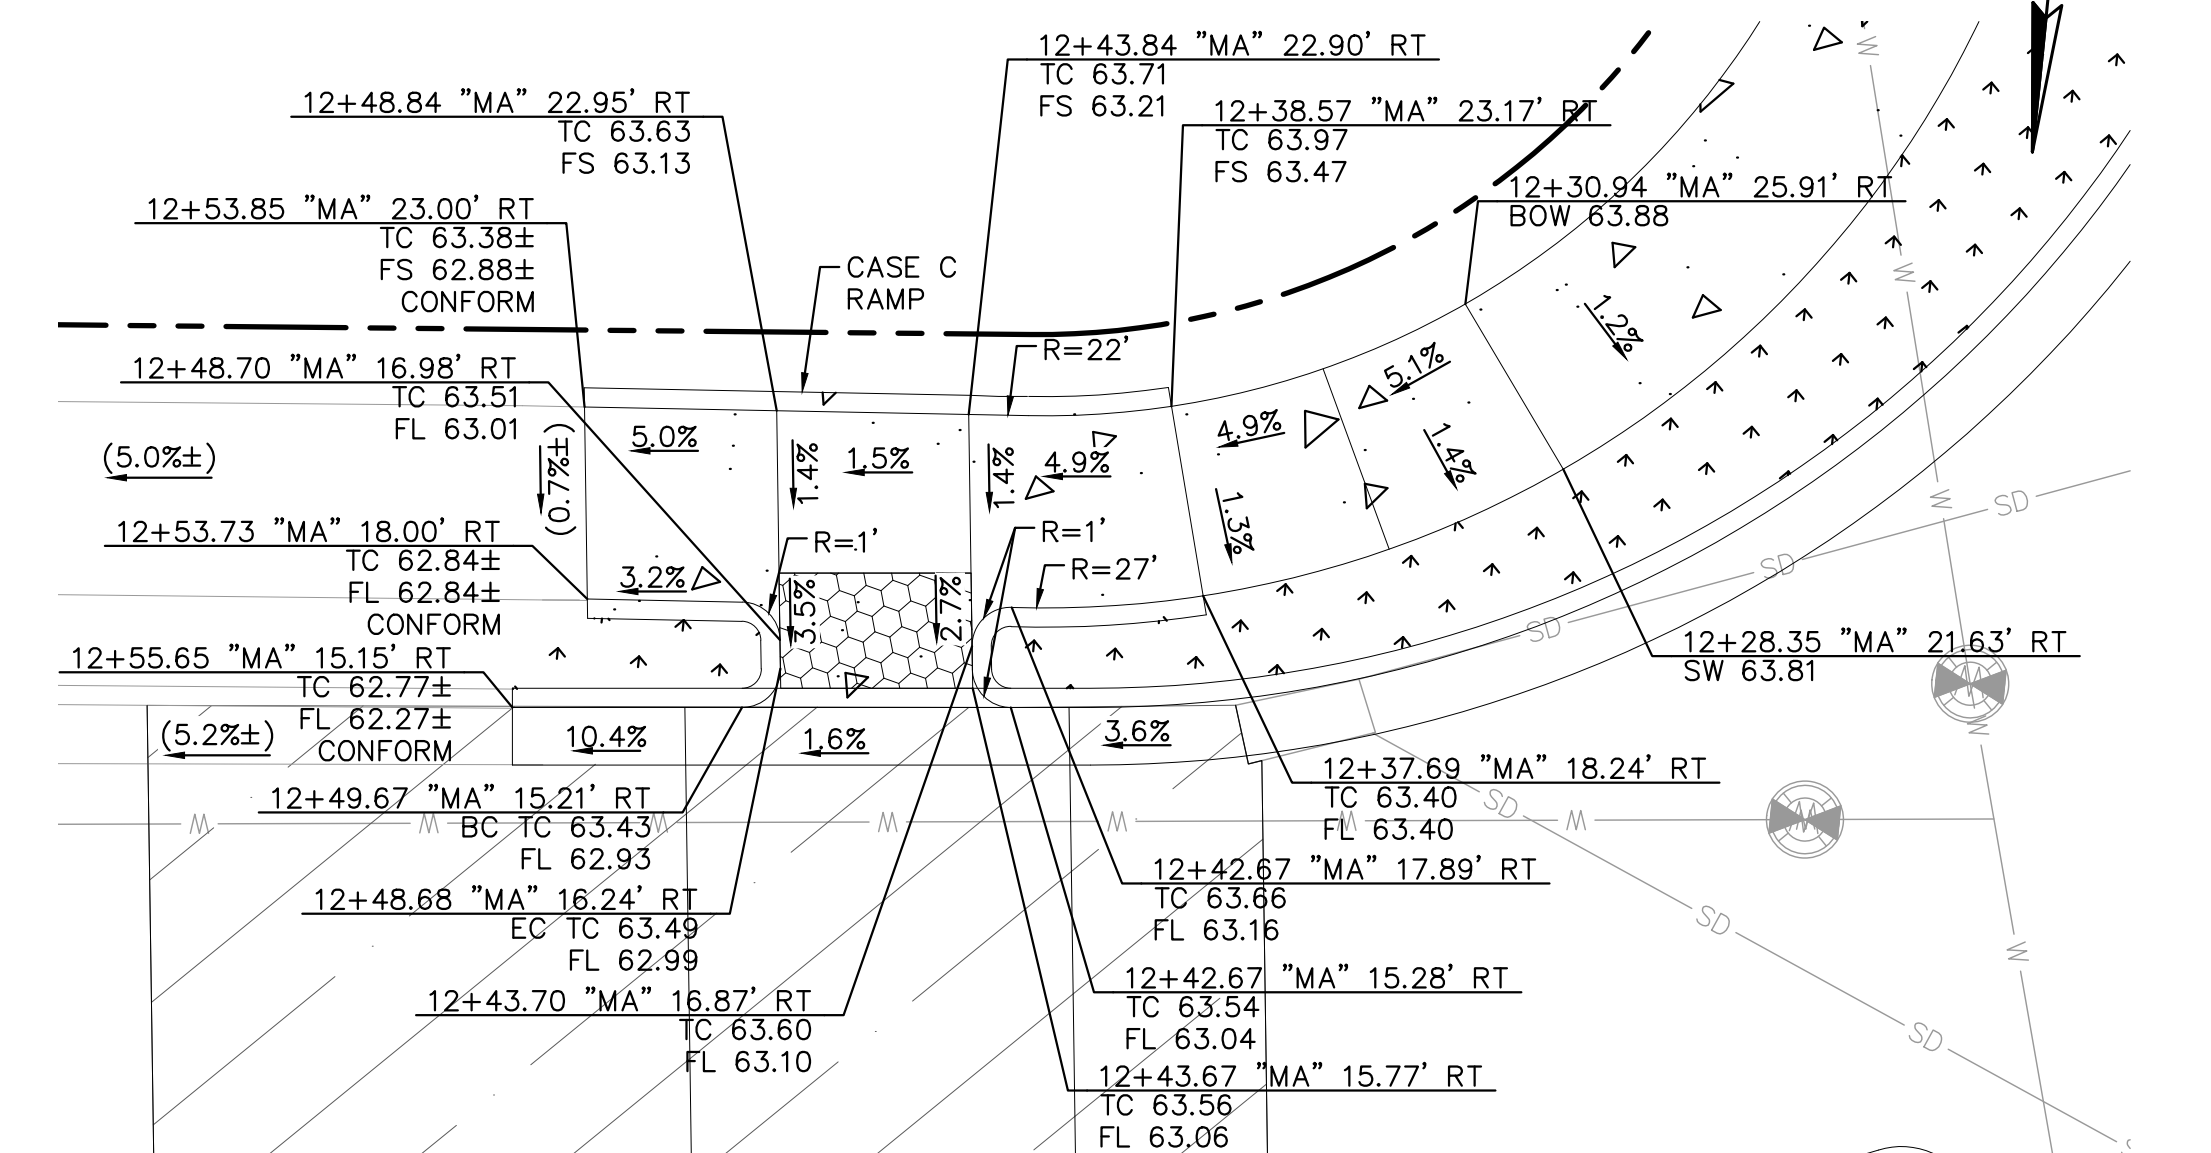 12+43.84 "MA" 22.90' RT
TC 63.71
FS 63.21
12+48.84 "MA" 22.95' RT
TC 63.63
FS 63.13
12+38.57 "MA" 23.17' RT
TC 63.97
FS 63.47
12+30.94 "MA" 25.91' RT
BOW 63.88
12+53.85 "MA" 23.00' RT
TC 63.38±
FS 62.88±
CONFORM
CASE C
RAMP
R=22'
12+48.70 "MA" 16.98' RT
TC 63.51
FL 63.01
1.2%
5.1%
4.9%
1.4%
1.3%
(5.0%±)
(0.7%±)
5.0%
1.4%
1.5%
1.4%
4.9%
12+53.73 "MA" 18.00' RT
TC 62.84±
FL 62.84±
CONFORM
R=1'
R=1'
R=27'
3.2%
3.5%
2.7%
12+55.65 "MA" 15.15' RT
TC 62.77±
FL 62.27±
CONFORM
(5.2%±)
10.4%
1.6%
3.6%
12+28.35 "MA" 21.63' RT
SW 63.81
12+37.69 "MA" 18.24' RT
TC 63.40
FL 63.40
12+49.67 "MA" 15.21' RT
BC TC 63.43
FL 62.93
12+42.67 "MA" 17.89' RT
TC 63.66
FL 63.16
12+48.68 "MA" 16.24' RT
EC TC 63.49
FL 62.99
12+42.67 "MA" 15.28' RT
TC 63.54
FL 63.04
12+43.70 "MA" 16.87' RT
TC 63.60
FL 63.10
12+43.67 "MA" 15.77' RT
TC 63.56
FL 63.06
W
W
W
W
W
W
W
W
W
W
W
W
W
SD
SD
SD
SD
SD
SD